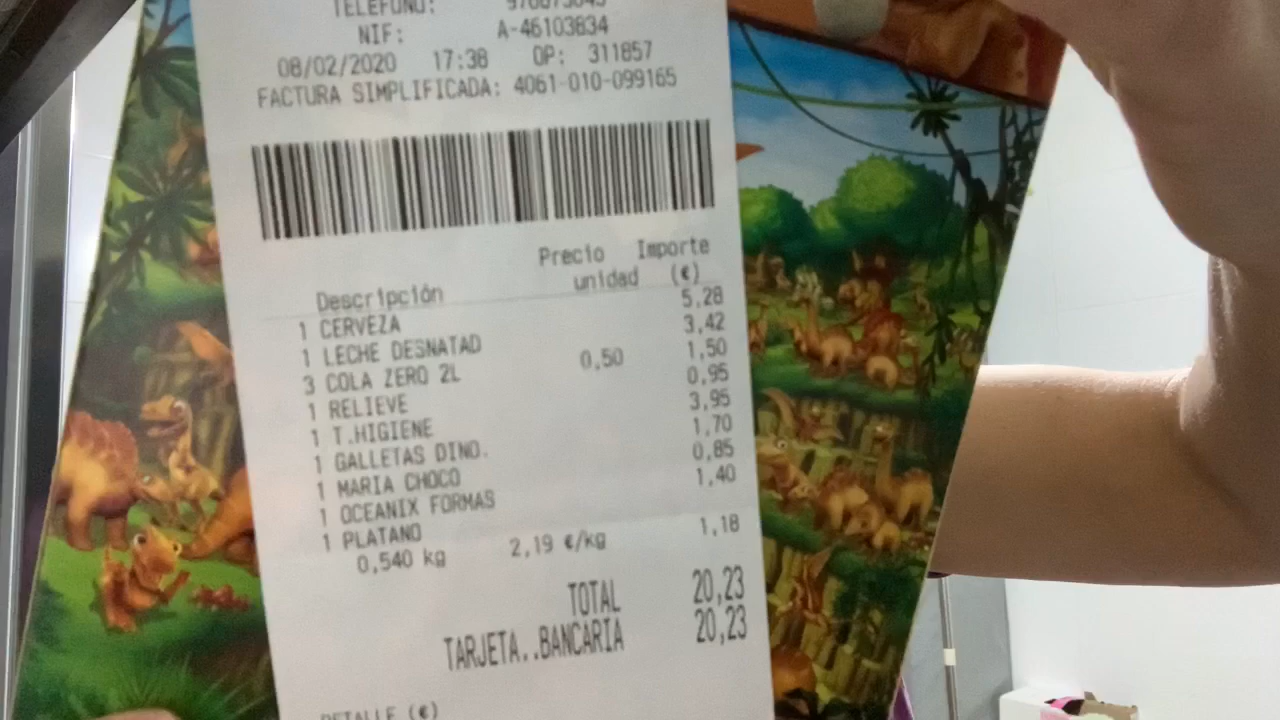 TELÉFONO:
NIF: A-46103834
08/02/2020 17:38 OP: 311857
FACTURA SIMPLIFICADA: 4061-010-099165
Descripción Precio unidad Importe (€)
1 CERVEZA 5,28
1 LECHE DESNATAD 3,42
3 COLA ZERO 2L 0,50 1,50
1 RELIEVE 0,95
1 T.HIGIENE 3,95
1 GALLETAS DINO. 1,70
1 MARIA CHOCO 0,85
1 OCEANIX FORMAS 1,40
1 PLATANO
0,540 kg 2,19 €/kg 1,18
TOTAL 20,23
TARJETA..BANCARIA 20,23
DETALLE (€)